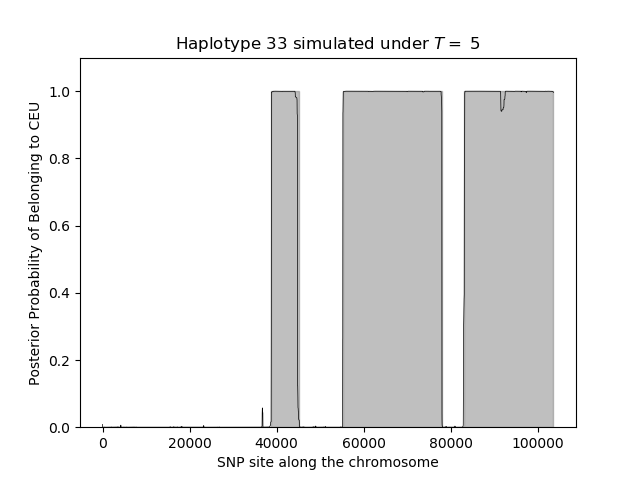 Haplotype 33 simulated under T = 5
Posterior Probability of Belonging to CEU
1.0
0.8
0.6
0.4
0.2
0.0
0 20000 40000 60000 80000 100000
SNP site along the chromosome